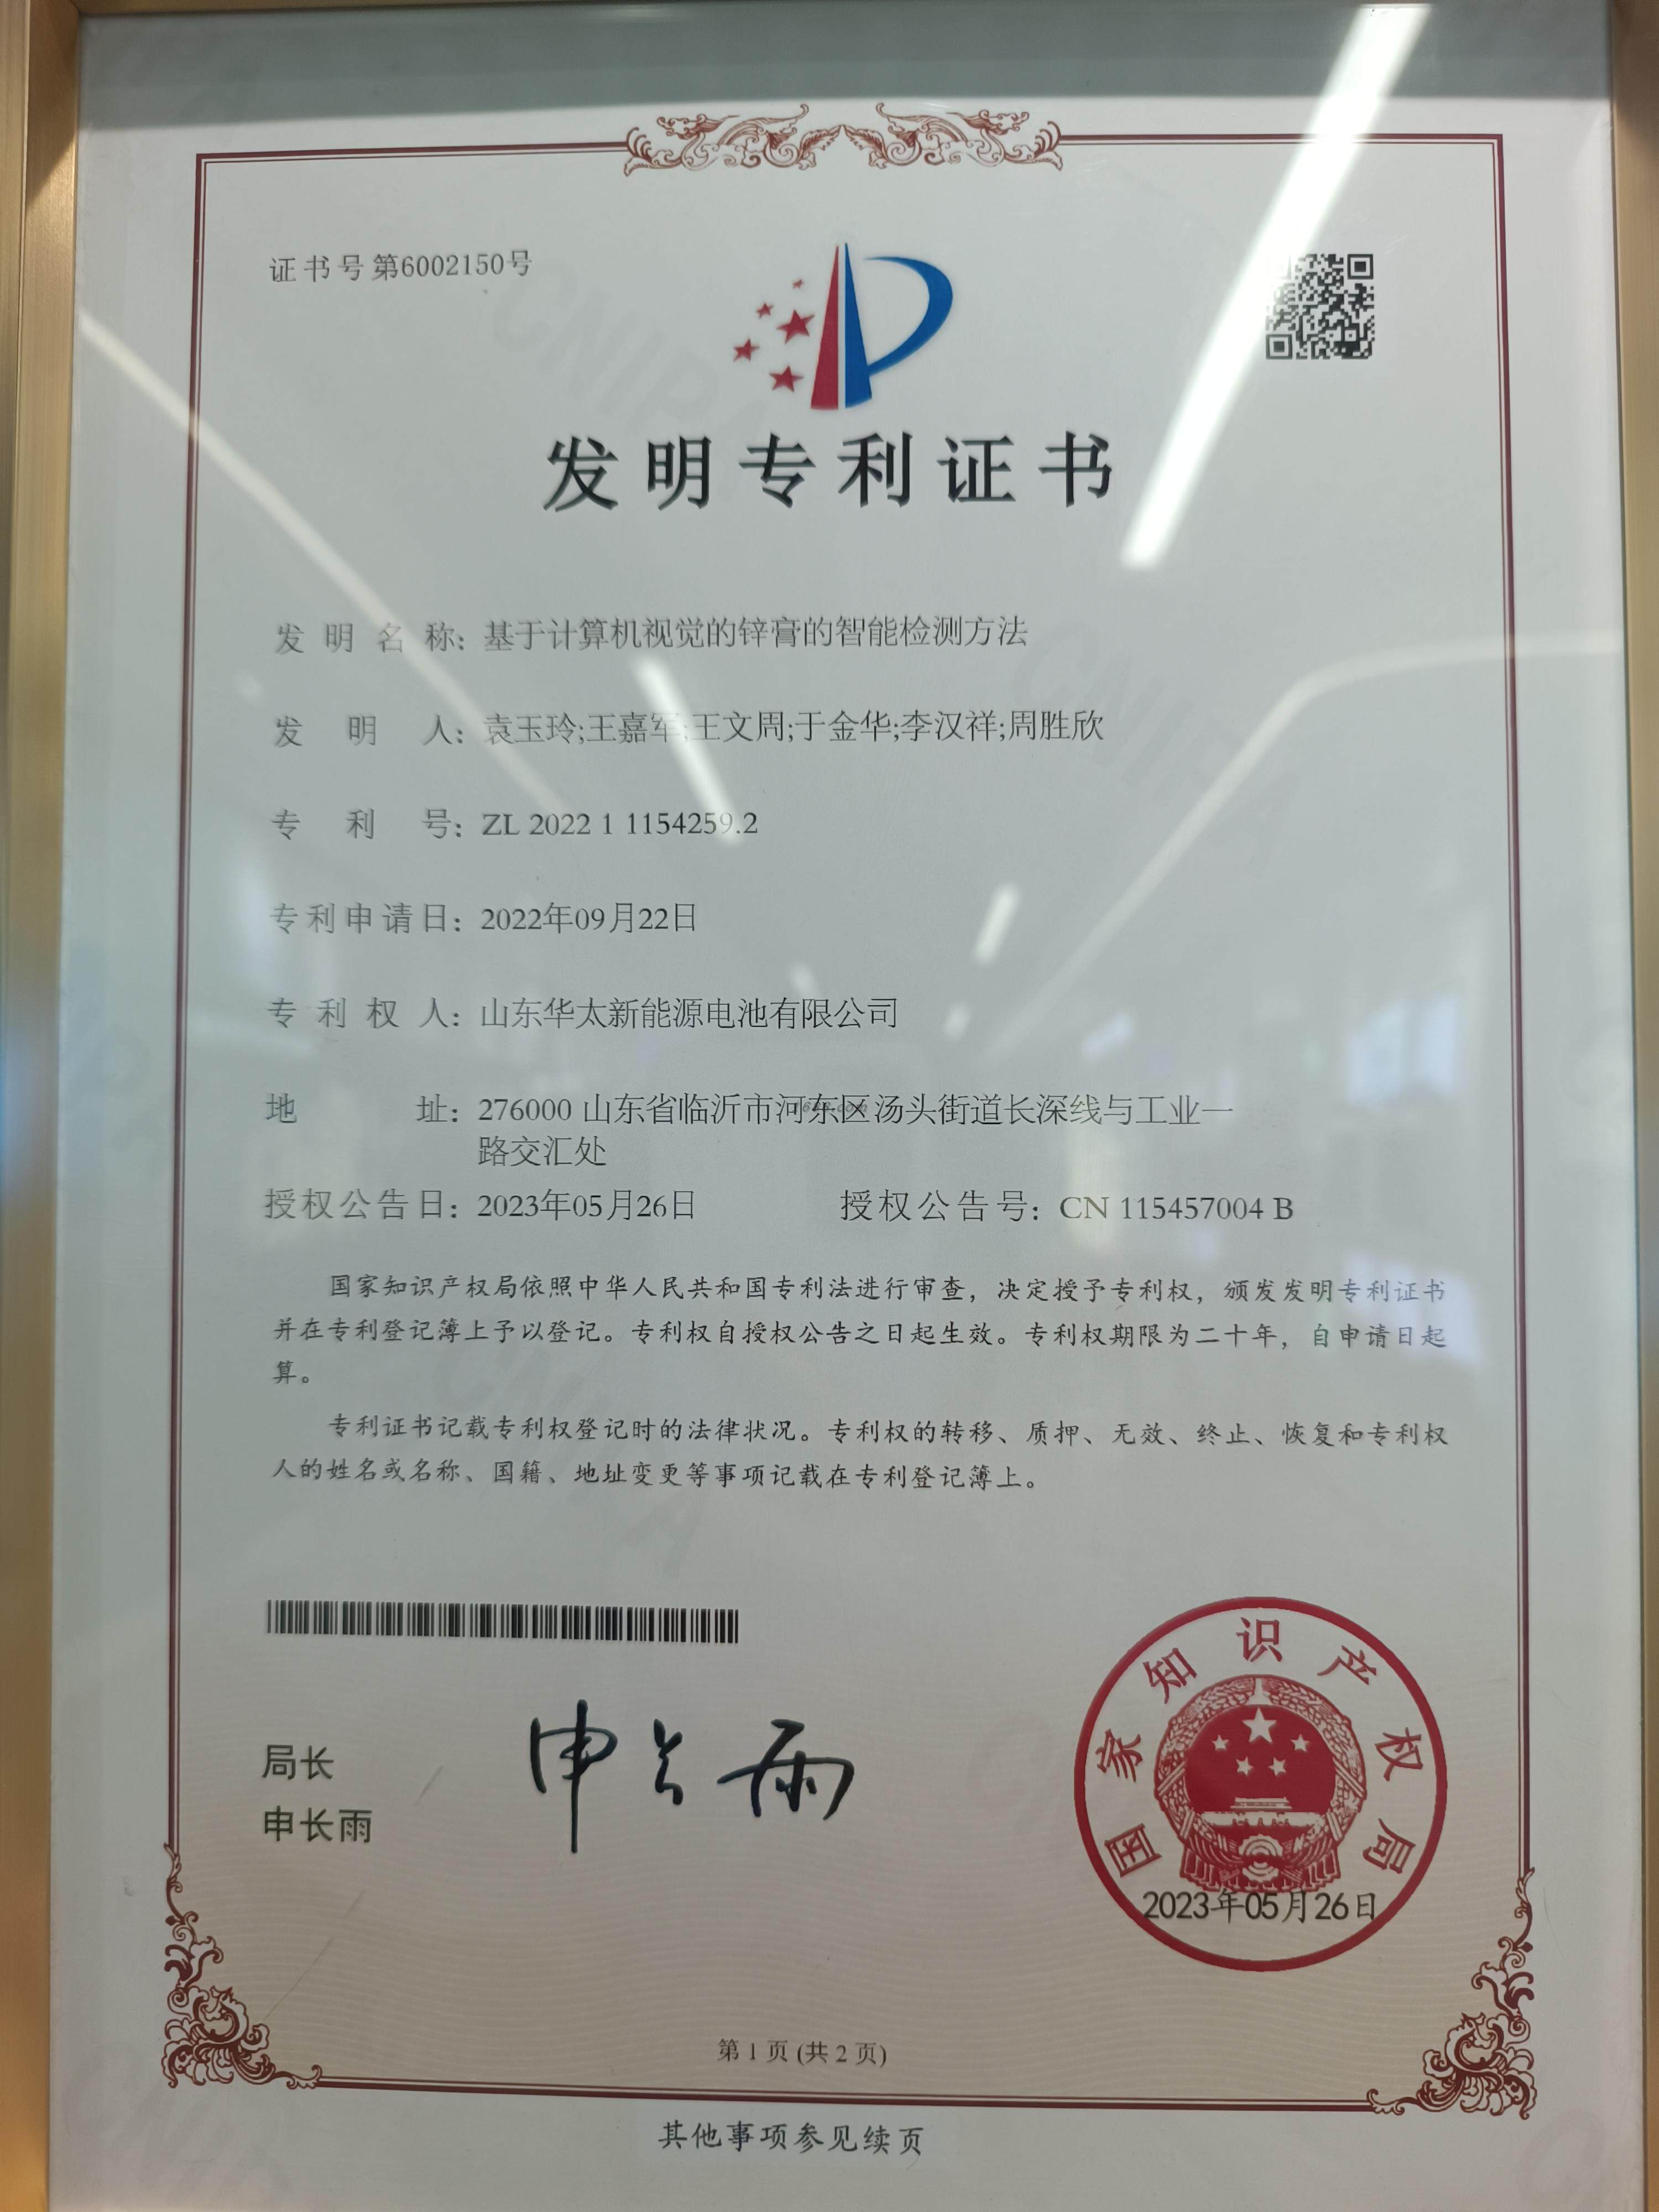 证书号第6002150号
发明专利证书
发明名称：基于计算机视觉的锌膏的智能检测方法
发明人：袁玉玲;王嘉军;王文周;于金华;李汉祥;周胜欣
专利号：ZL 2022 1 1154259.2
专利申请日：2022年09月22日
专利权人：山东华太新能源电池有限公司
地址：276000 山东省临沂市河东区汤头街道长深线与工业一
路交汇处
授权公告日：2023年05月26日 授权公告号：CN 115457004 B
国家知识产权局依照中华人民共和国专利法进行审查，决定授予专利权，颁发发明专利证书
并在专利登记簿上予以登记。专利权自授权公告之日起生效。专利权期限为二十年，自申请日起
算。
专利证书记载专利权登记时的法律状况。专利权的转移、质押、无效、终止、恢复和专利权
人的姓名或名称、国籍、地址变更等事项记载在专利登记簿上。
局长
申长雨
申长雨
国家知识产权局
2023年05月26日
第 1 页 (共 2 页)
其他事项参见续页